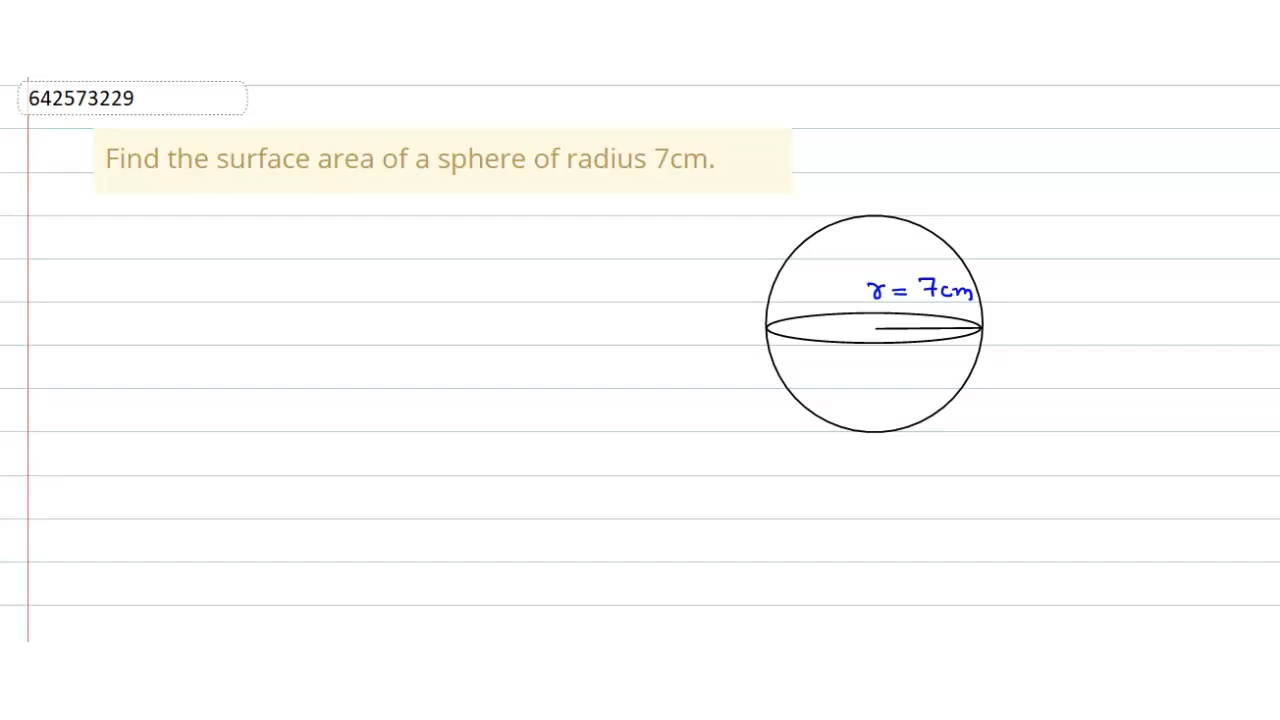 642573229
Find the surface area of a sphere of radius 7cm.
r = 7cm